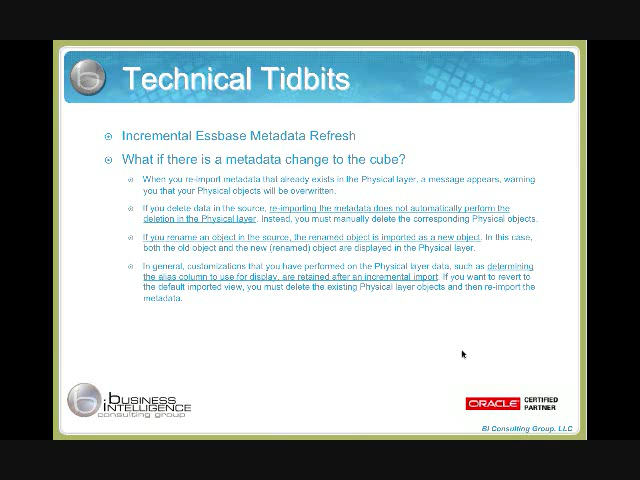 Technical Tidbits
Incremental Essbase Metadata Refresh
What if there is a metadata change to the cube?
When you re-import metadata that already exists in the Physical layer, a message appears, warning
you that your Physical objects will be overwritten.
If you delete data in the source, re-importing the metadata does not automatically perform the
deletion in the Physical layer. Instead, you must manually delete the corresponding Physical objects.
If you rename an object in the source, the renamed object is imported as a new object. In this case,
both the old object and the new (renamed) object are displayed in the Physical layer.
In general, customizations that you have performed on the Physical layer data, such as determining
the alias column to use for display, are retained after an incremental import. If you want to revert to
the default imported view, you must delete the existing Physical layer objects and then re-import the
metadata.
BUSINESS
INTELLIGENCE
consulting group
ORACLE CERTIFIED
PARTNER
BI Consulting Group, LLC